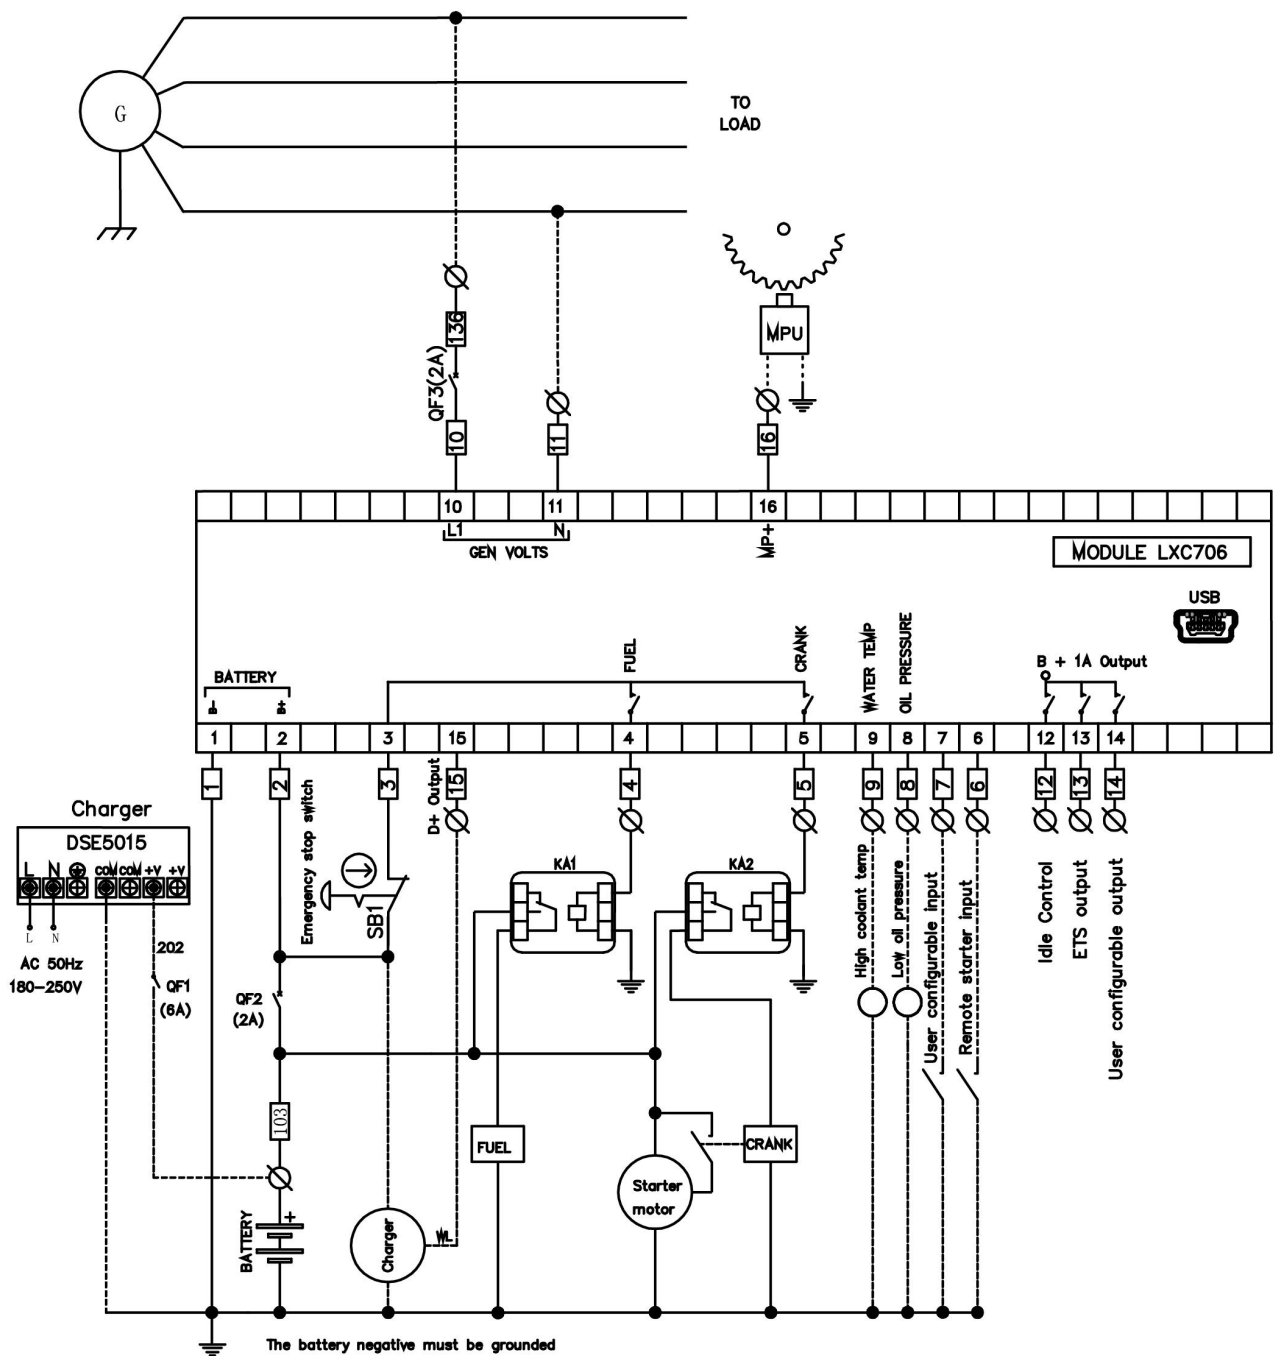 G
TO
LOAD
MPU
136
QF3(2A)
10
11
16
10
11
16
L1
N
GEN VOLTS
MP+
MODULE LXC706
USB
FUEL
CRANK
WATER TEMP
OIL PRESSURE
B + 1A Output
BATTERY
B-
B+
1
2
3
15
4
5
9
8
7
6
12
13
14
1
2
3
15
4
5
9
8
7
6
12
13
14
D+ Output
Emergency stop switch
SB1
Charger
DSE5015
L
N
COM
COM
+V
+V
L
N
AC 50Hz
180-250V
202
QF1
(6A)
QF2
(2A)
KA1
KA2
High coolant temp
Low oil pressure
User configurable input
Remote starter input
Idle Control
ETS output
User configurable output
103
FUEL
CRANK
Starter
motor
Charger
WL
BATTERY
+
The battery negative must be grounded